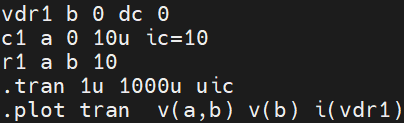 vdr1 b 0 dc 0
c1 a 0 10u ic=10
r1 a b 10
.tran 1u 1000u uic
.plot tran  v(a,b) v(b) i(vdr1)